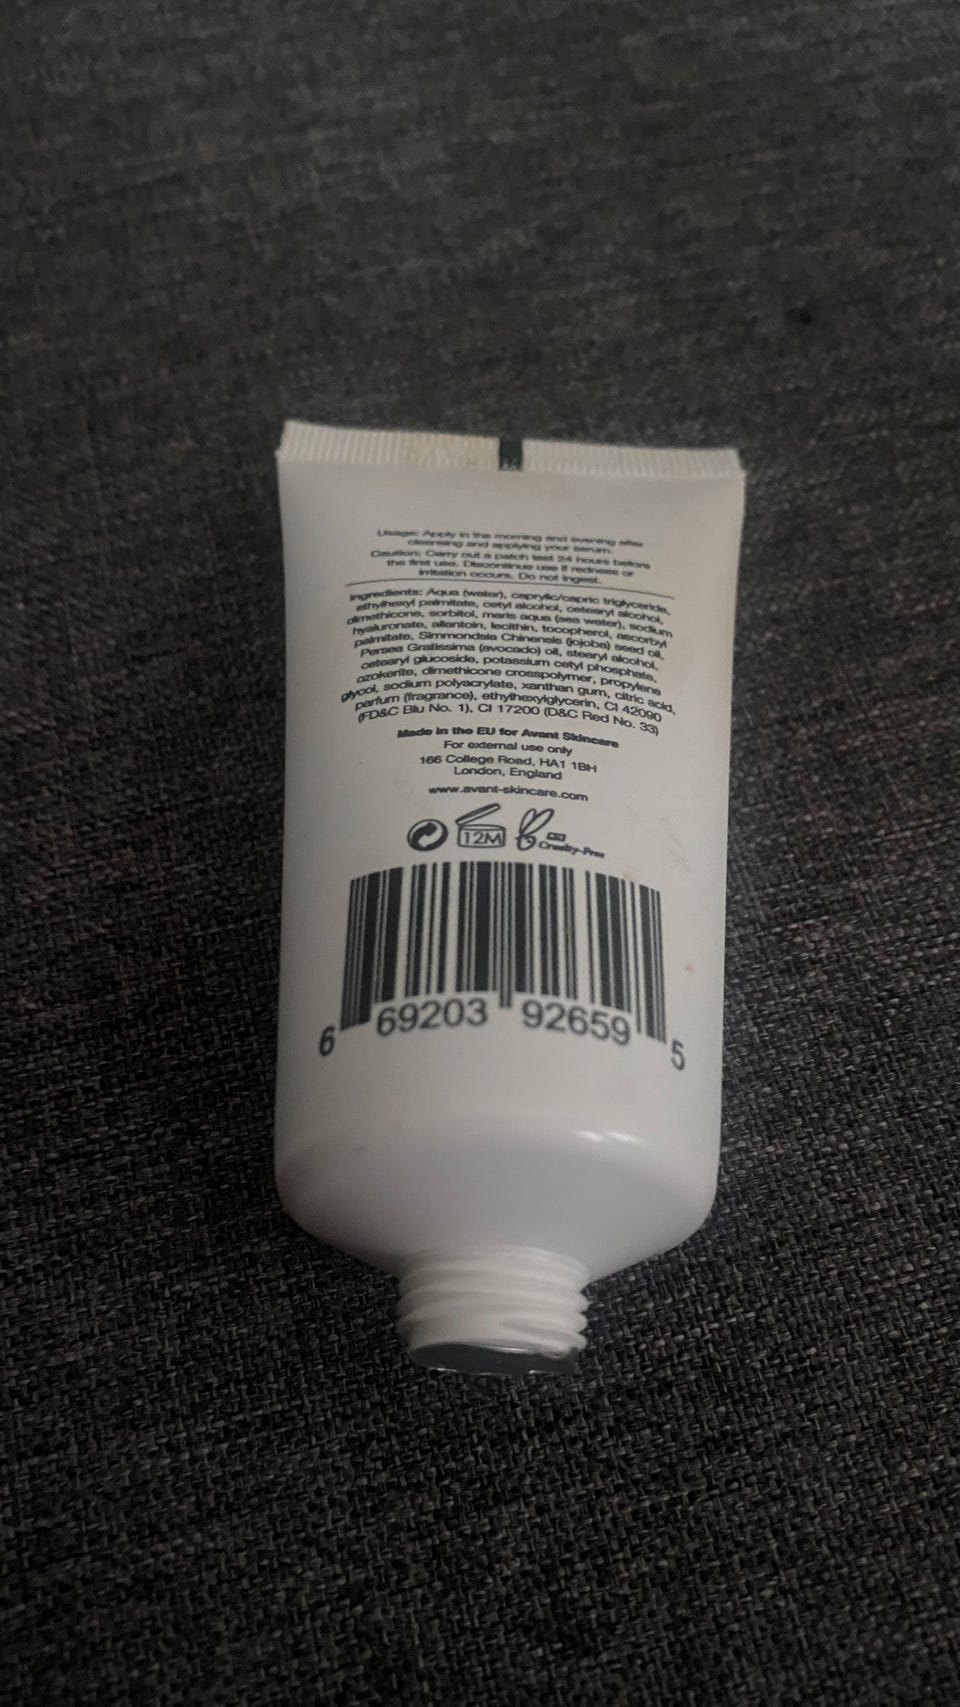 Usage: Apply in the morning and evening after
cleansing and applying your serum.
Caution: Carry out a patch test 24 hours before
the first use. Discontinue use if redness or
irritation occurs. Do not ingest.
Ingredients: Aqua (water), caprylic/capric triglyceride,
ethylhexyl palmitate, cetyl alcohol, cetearyl alcohol,
dimethicone, sorbitol, maris aqua (sea water), sodium
hyaluronate, allantoin, lecithin, tocopherol, ascorbyl
palmitate, Simmondsia Chinensis (jojoba) seed oil,
Persea Gratissima (avocado) oil, stearyl alcohol,
cetearyl glucoside, potassium cetyl phosphate,
ozokerite, dimethicone crosspolymer, propylene
glycol, sodium polyacrylate, xanthan gum, citric acid,
parfum (fragrance), ethylhexylglycerin, CI 42090
(FD&C Blu No. 1), CI 17200 (D&C Red No. 33)
Made in the EU for Avant Skincare
For external use only
166 College Road, HA1 1BH
London, England
www.avant-skincare.com
12M
Cruelty-Free
6 69203 92659 5